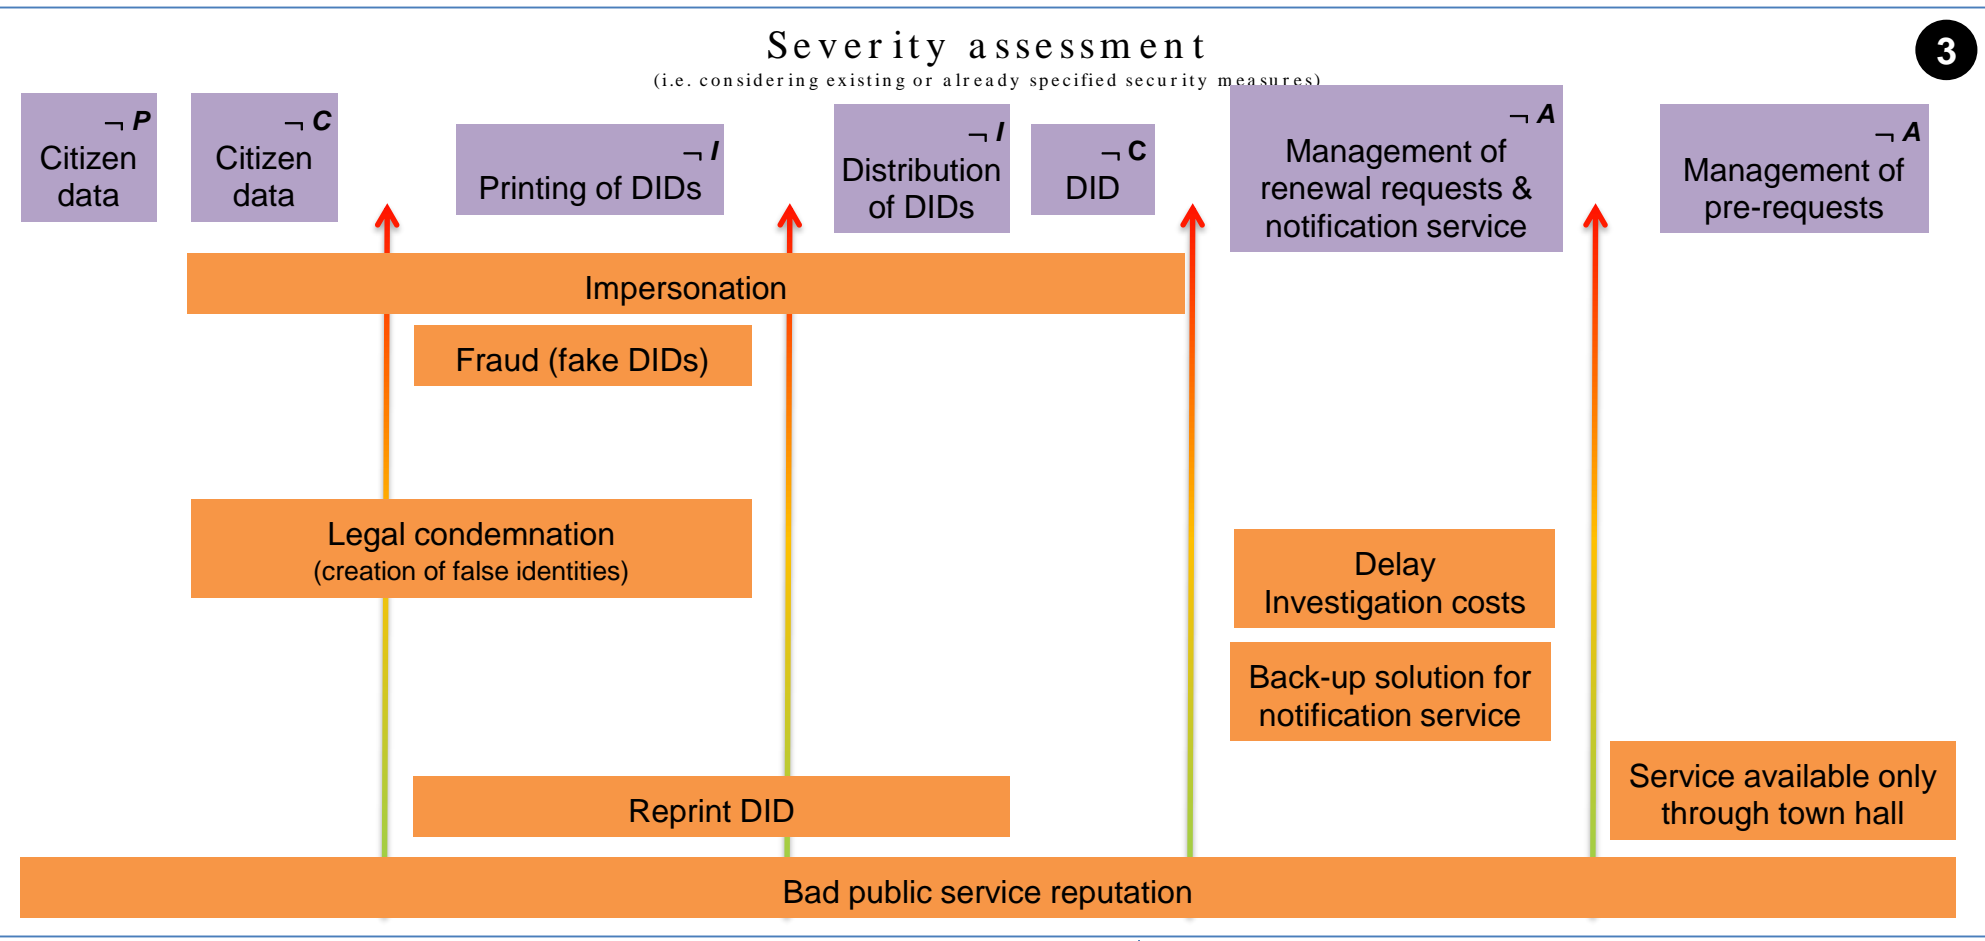 Severity assessment
(i.e. considering existing or already specified security measures)
3
¬ P
Citizen
data
¬ C
Citizen
data
¬ I
Printing of DIDs
¬ I
Distribution
of DIDs
¬ C
DID
¬ A
Management of
renewal requests &
notification service
¬ A
Management of
pre-requests
Impersonation
Fraud (fake DIDs)
Legal condemnation
(creation of false identities)
Delay
Investigation costs
Back-up solution for
notification service
Service available only
through town hall
Reprint DID
Bad public service reputation